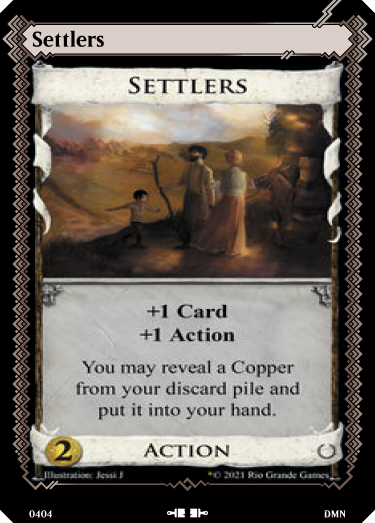 Settlers
SETTLERS
+1 Card
+1 Action
You may reveal a Copper
from your discard pile and
put it into your hand.
2
ACTION
Illustration: Jessi J
*© 2021 Rio Grande Games
0404
DMN